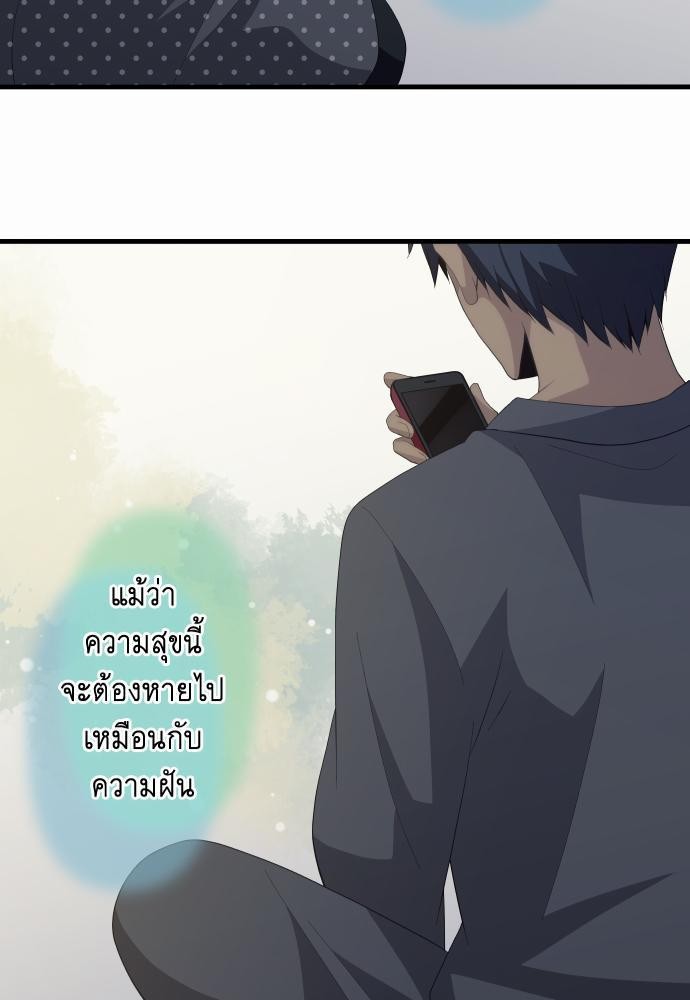 แม้ว่า
ความสุขนี้
จะต้องหายไป
เหมือนกับ
ความฝัน